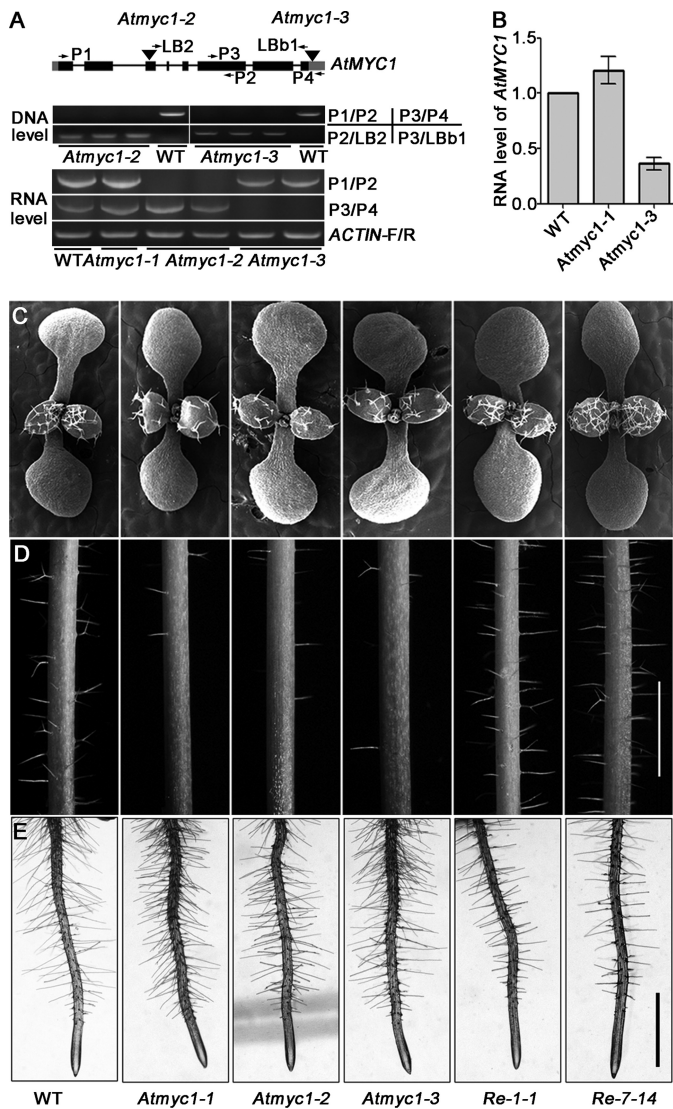 A
Atmyc1-2 Atmyc1-3
P1 LB2 P3 LBb1
P2 P4 AtMYC1
DNA level
P1/P2 P3/P4
P2/LB2 P3/LBb1
Atmyc1-2 WT Atmyc1-3 WT
RNA level
P1/P2
P3/P4
ACTIN-F/R
WT Atmyc1-1 Atmyc1-2 Atmyc1-3
B
RNA level of AtMYC1
1.5
1.0
0.5
0.0
WT Atmyc1-1 Atmyc1-3
C
D
E
WT Atmyc1-1 Atmyc1-2 Atmyc1-3 Re-1-1 Re-7-14